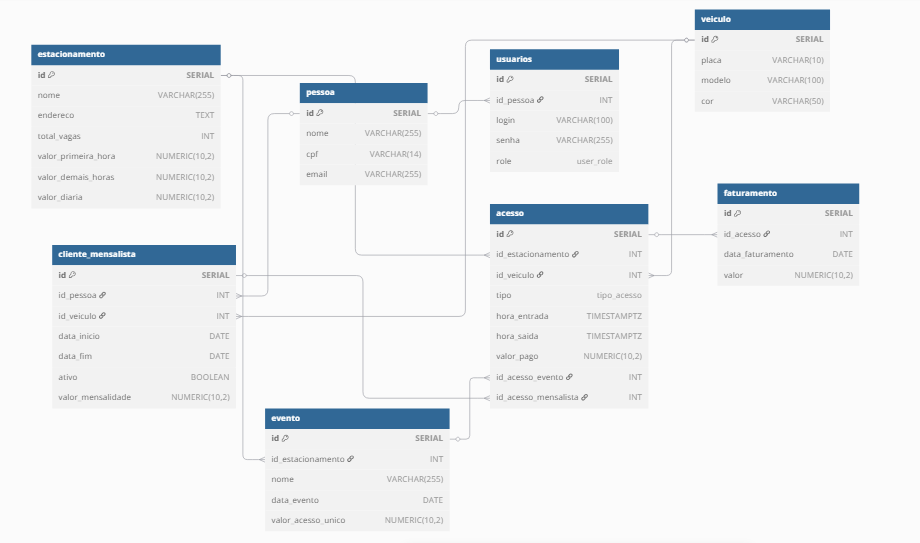 estacionamento
id SERIAL
nome VARCHAR(255)
endereco TEXT
total_vagas INT
valor_primeira_hora NUMERIC(10,2)
valor_demais_horas NUMERIC(10,2)
valor_diaria NUMERIC(10,2)
pessoa
id SERIAL
nome VARCHAR(255)
cpf VARCHAR(14)
email VARCHAR(255)
usuarios
id SERIAL
id_pessoa INT
login VARCHAR(100)
senha VARCHAR(255)
role user_role
veiculo
id SERIAL
placa VARCHAR(10)
modelo VARCHAR(100)
cor VARCHAR(50)
cliente_mensalista
id SERIAL
id_pessoa INT
id_veiculo INT
data_inicio DATE
data_fim DATE
ativo BOOLEAN
valor_mensalidade NUMERIC(10,2)
acesso
id SERIAL
id_estacionamento INT
id_veiculo INT
tipo tipo_acesso
hora_entrada TIMESTAMPTZ
hora_saida TIMESTAMPTZ
valor_pago NUMERIC(10,2)
id_acesso_evento INT
id_acesso_mensalista INT
faturamento
id SERIAL
id_acesso INT
data_faturamento DATE
valor NUMERIC(10,2)
evento
id SERIAL
id_estacionamento INT
nome VARCHAR(255)
data_evento DATE
valor_acesso_unico NUMERIC(10,2)